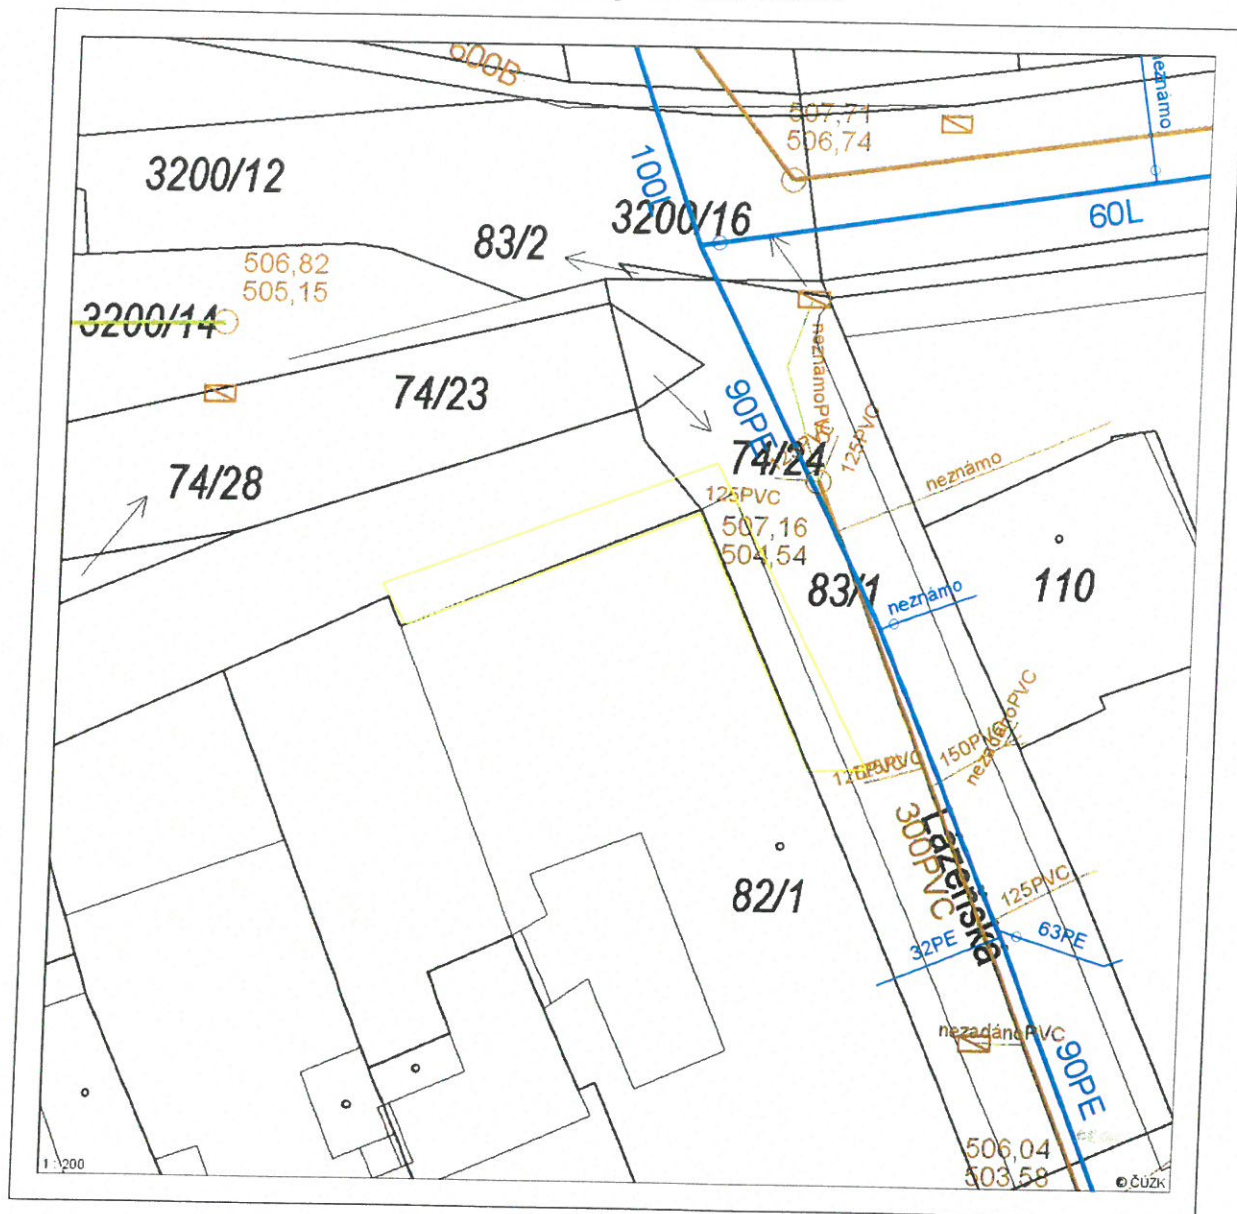 600B
507,71
506,74
neznámo
3200/12
100L
3200/16
60L
83/2
506,82
505,15
3200/14
neznámoPVC
74/23
90PE
125PVC
74/24
neznámo
74/28
125PVC
507,16
504,54
83/1
neznámo
110
neznámoPVC
150PVC
125PVC
300PVC
Lázeňská
82/1
125PVC
32PE
63PE
nezadánoPVC
90PE
506,04
503,58
1 : 200
© ČÚZK